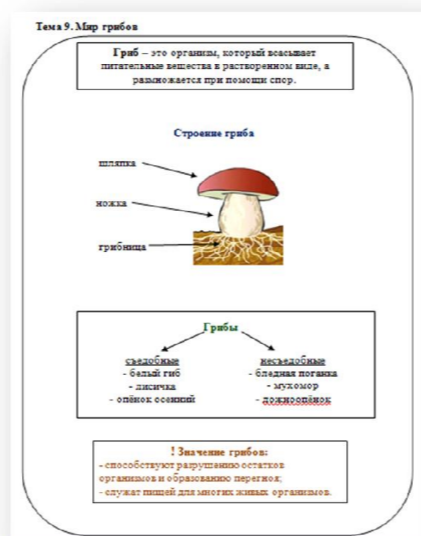 Тема 9. Мир грибов
Гриб – это организм, который всасывает
питательные вещества в растворенном виде, а
размножается при помощи спор.
Строение гриба
шляпка
ножка
грибница
Грибы
съедобные
- белый гиб
- лисичка
- опёнок осенний
несъедобные
- бледная поганка
- мухомор
- ложноопёнок
! Значение грибов:
- способствуют разрушению остатков
организмов и образованию перегноя;
- служат пищей для многих живых организмов.